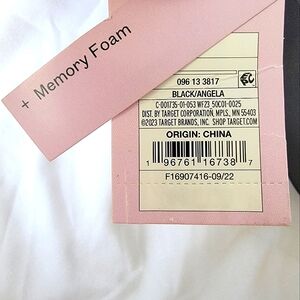 + Memory Foam
096 13 3817
BLACK/ANGELA
C-001735-01-053 WF23_50C01-0025
DIST. BY TARGET CORPORATION, MPLS., MN 55403
©2023 TARGET BRANDS, INC. SHOP TARGET.COM
ORIGIN: CHINA
1 96761 16738 7
F16907416-09/22